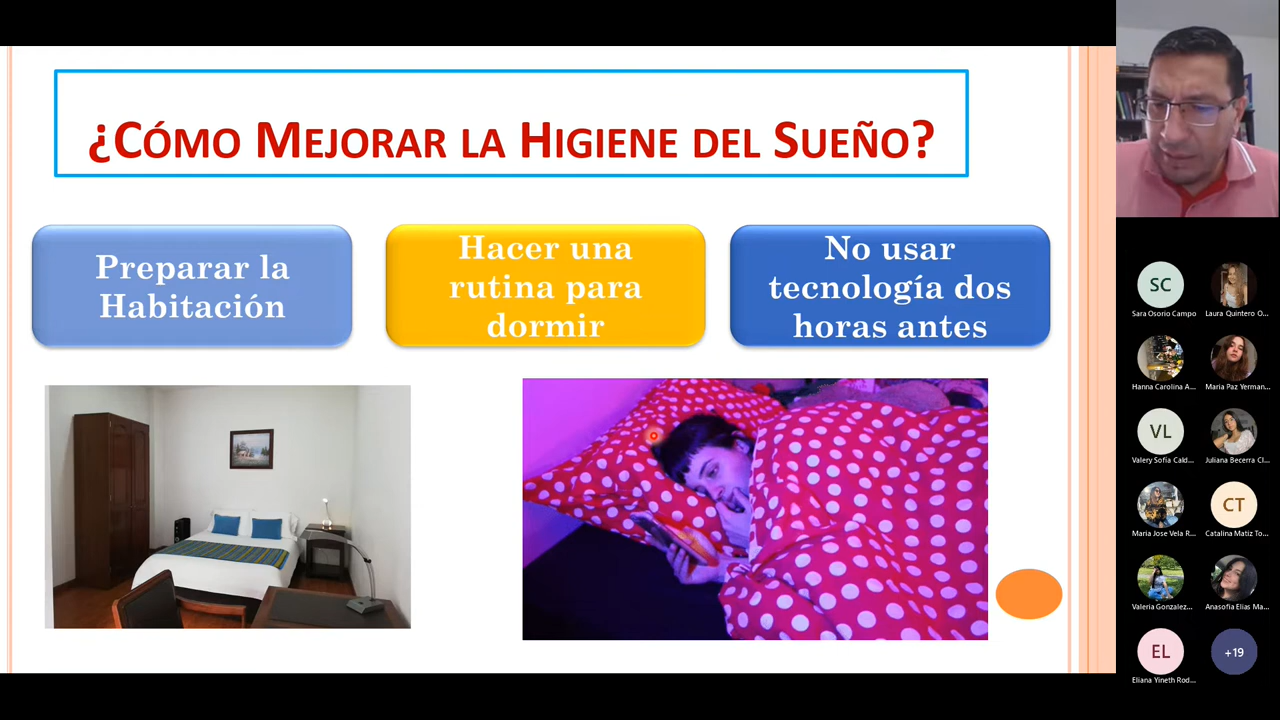 ¿CÓMO MEJORAR LA HIGIENE DEL SUEÑO?
Preparar la
Habitación
Hacer una
rutina para
dormir
No usar
tecnología dos
horas antes
SC
Sara Osorio Campo
Laura Quintero O...
Hanna Carolina A...
Maria Paz Yerman...
VL
Valery Sofía Cald...
Juliana Becerra Cl...
Maria Jose Vela R...
CT
Catalina Matiz To...
Valeria Gonzalez...
Anasofia Elias Ma...
EL
Eliana Yineth Rod...
+19